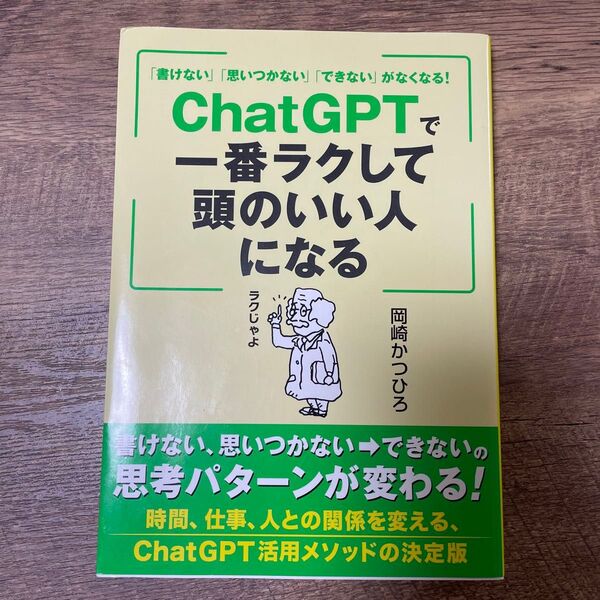 「書けない」「思いつかない」「できない」がなくなる!
ChatGPTで
一番ラクして
頭のいい人
になる
ラクじゃよ
岡崎かつひろ
書けない、思いつかない→できないの
思考パターンが変わる!
時間、仕事、人との関係を変える、
ChatGPT活用メソッドの決定版